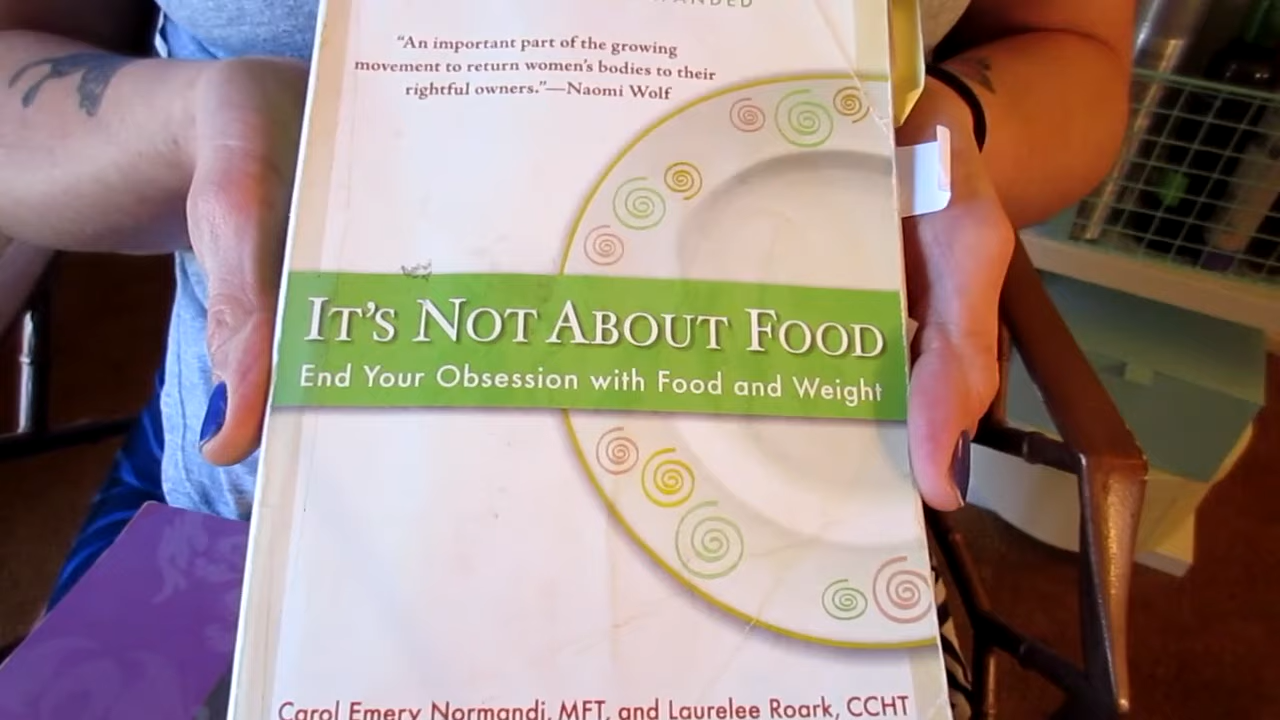 “An important part of the growing
movement to return women’s bodies to their
rightful owners.”—Naomi Wolf
IT’S NOT ABOUT FOOD
End Your Obsession with Food and Weight
Carol Emery Normandi, MFT, and Laurelee Roark, CCHT